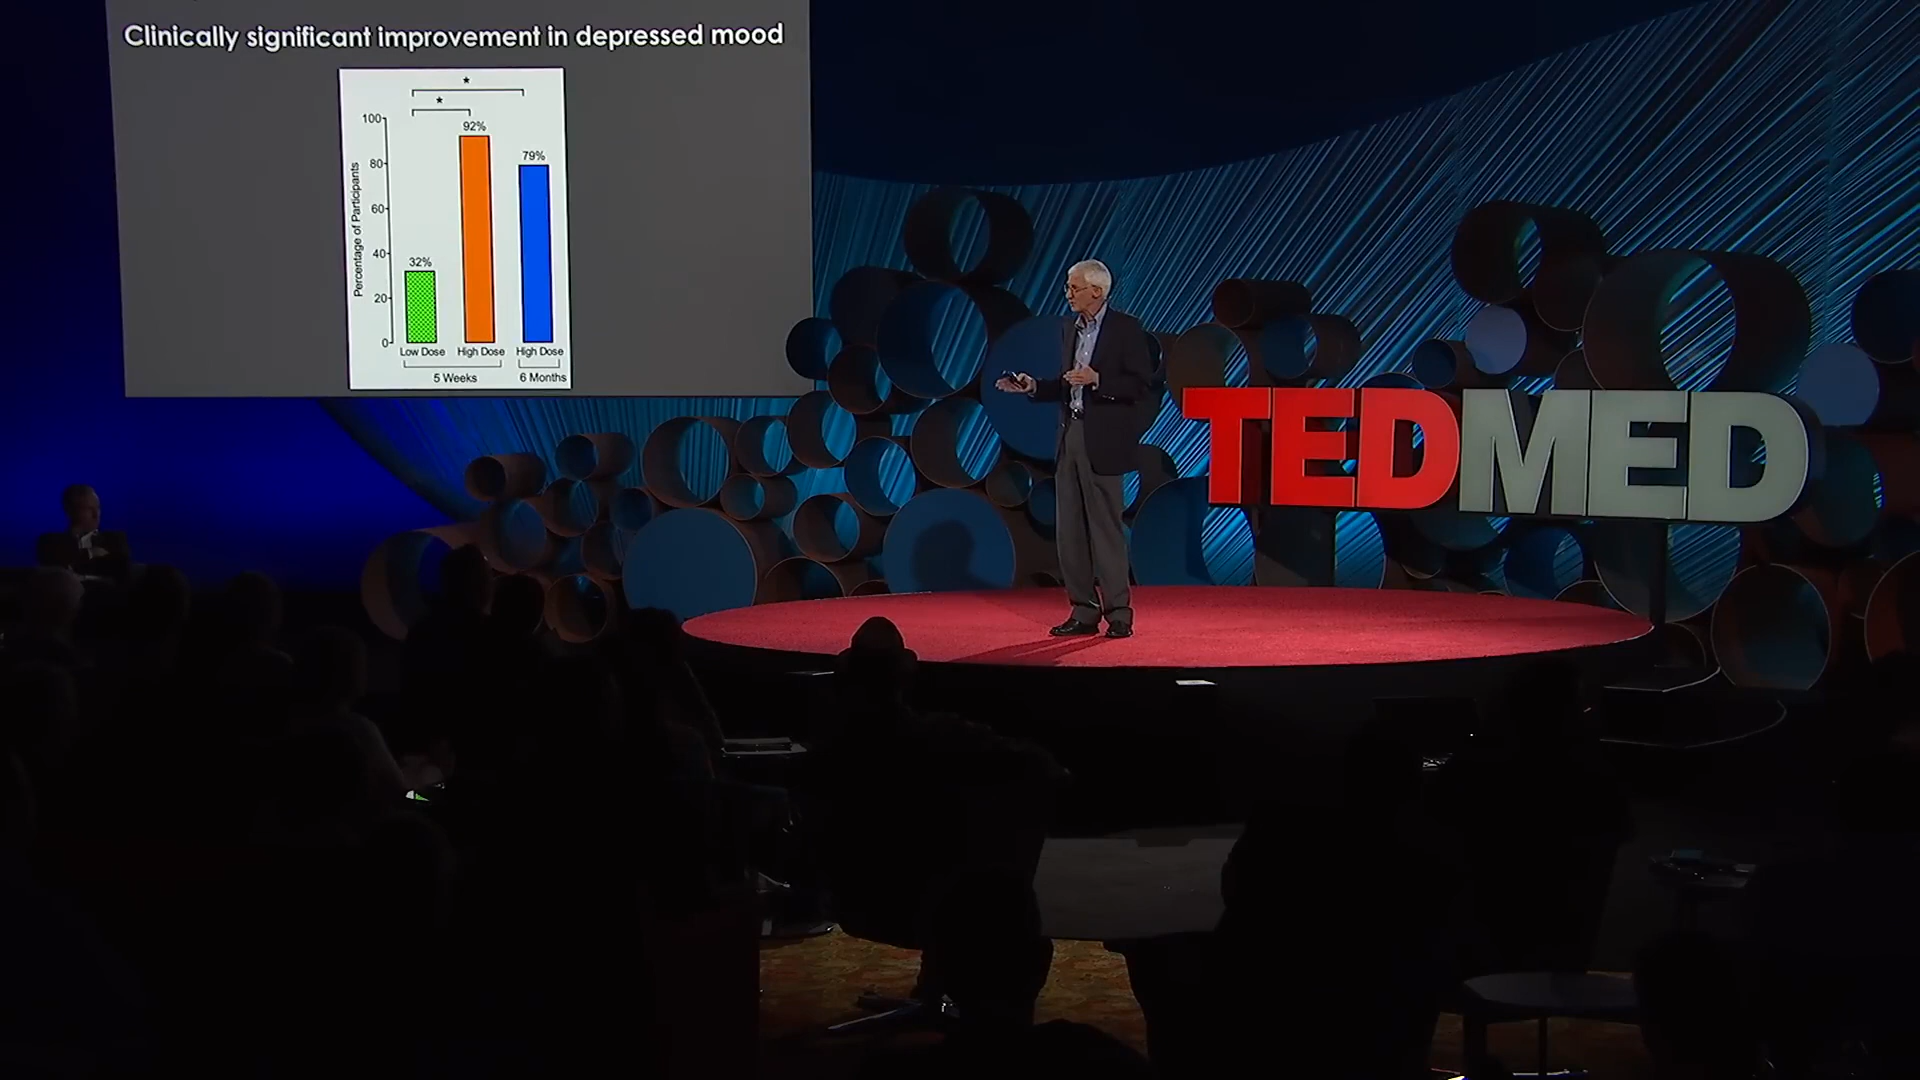 Clinically significant improvement in depressed mood
★
★
Percentage of Participants
100
80
60
40
20
0
32%
92%
79%
Low Dose
High Dose
High Dose
5 Weeks
6 Months
TEDMED